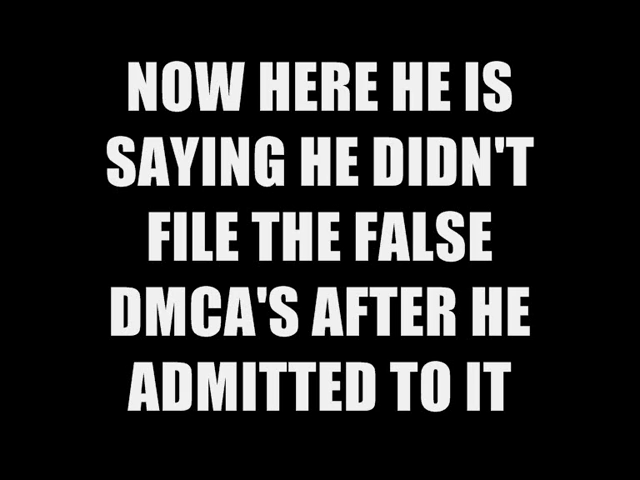 NOW HERE HE IS
SAYING HE DIDN'T
FILE THE FALSE
DMCA'S AFTER HE
ADMITTED TO IT